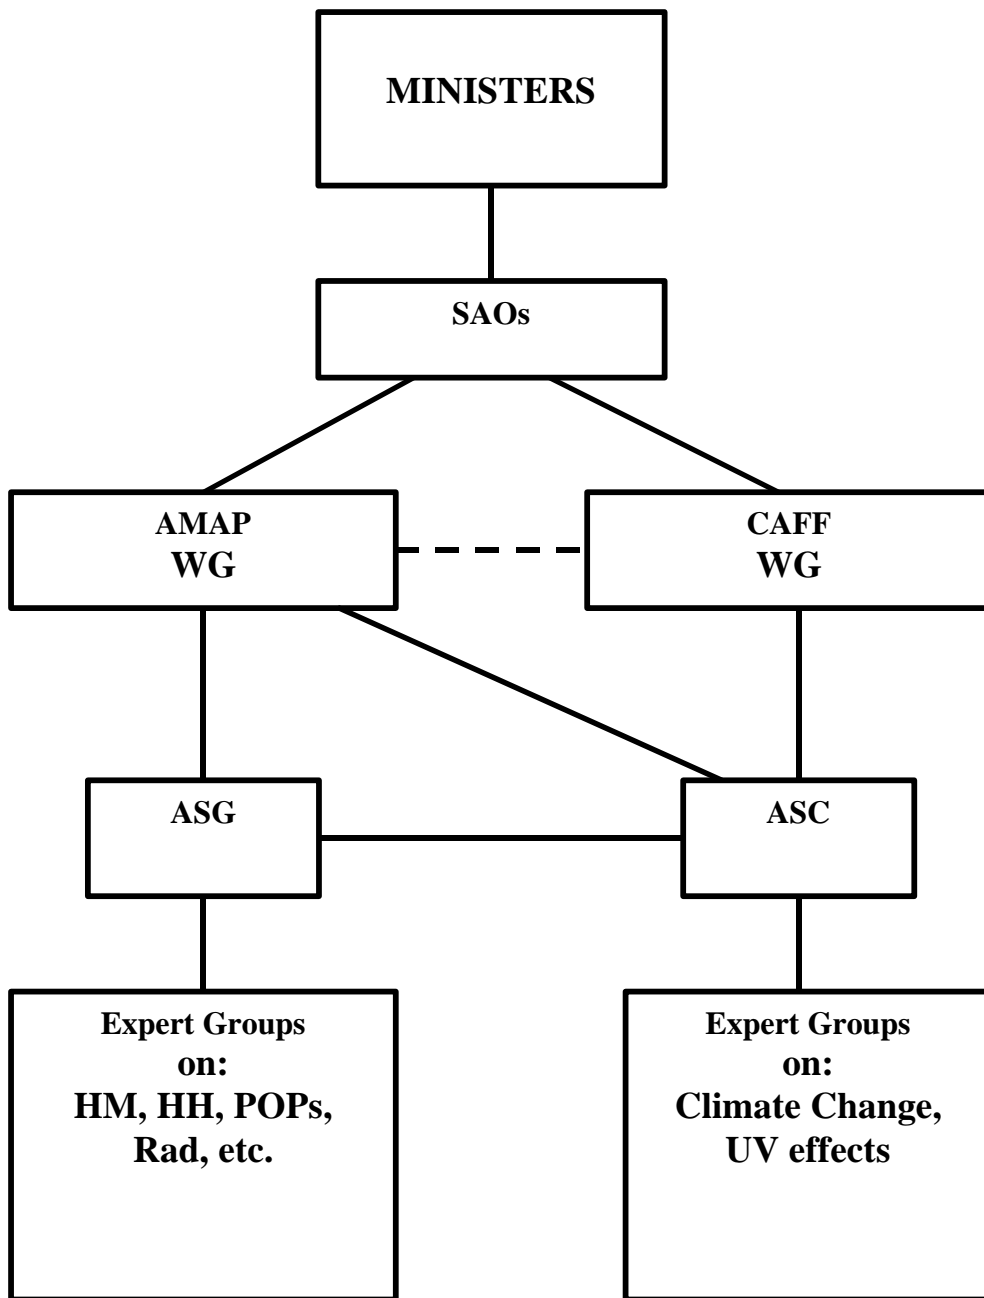 MINISTERS
SAOs
AMAP
WG
CAFF
WG
ASG
ASC
Expert Groups
on:
HM, HH, POPs,
Rad, etc.
Expert Groups
on:
Climate Change,
UV effects